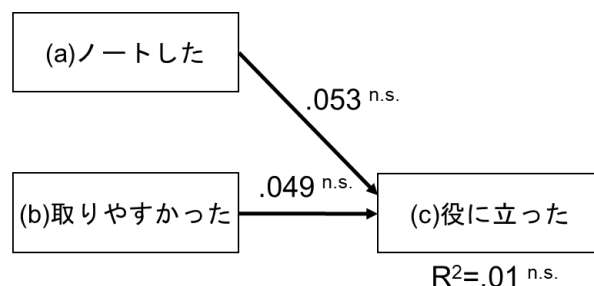 (a)ノートした
.053 n.s.
.049 n.s.
(b)取りやすかった
(c)役に立った
R²=.01 n.s.